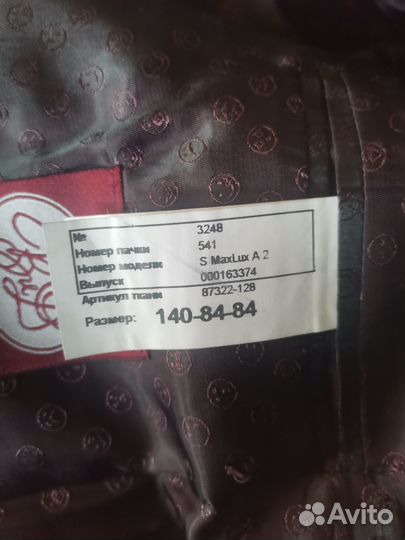 № 3248
Номер пачки 541
Номер модели S MaxLux A 2
Выпуск 000163374
Артикул ткани 87322-128
Размер: 140-84-84
Avito